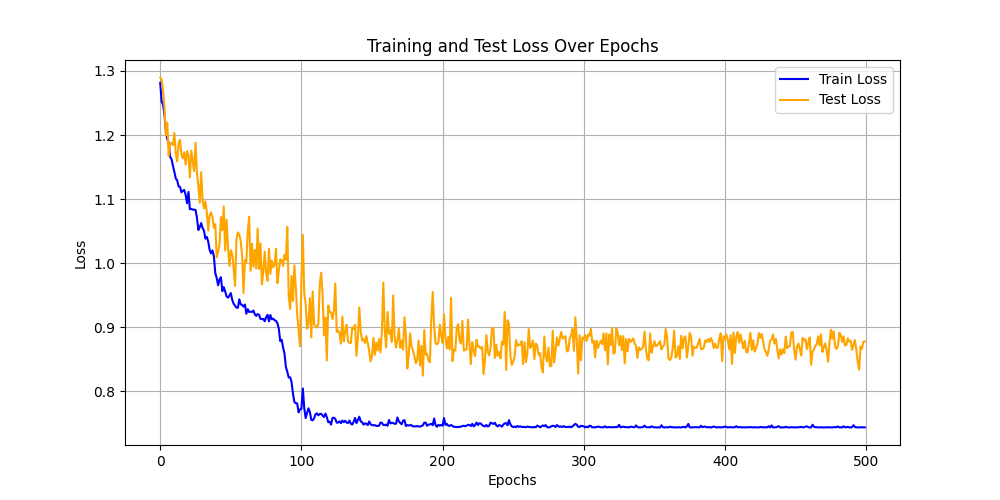 Training and Test Loss Over Epochs
Train Loss
Test Loss
1.3
1.2
1.1
1.0
0.9
0.8
Loss
0 100 200 300 400 500
Epochs